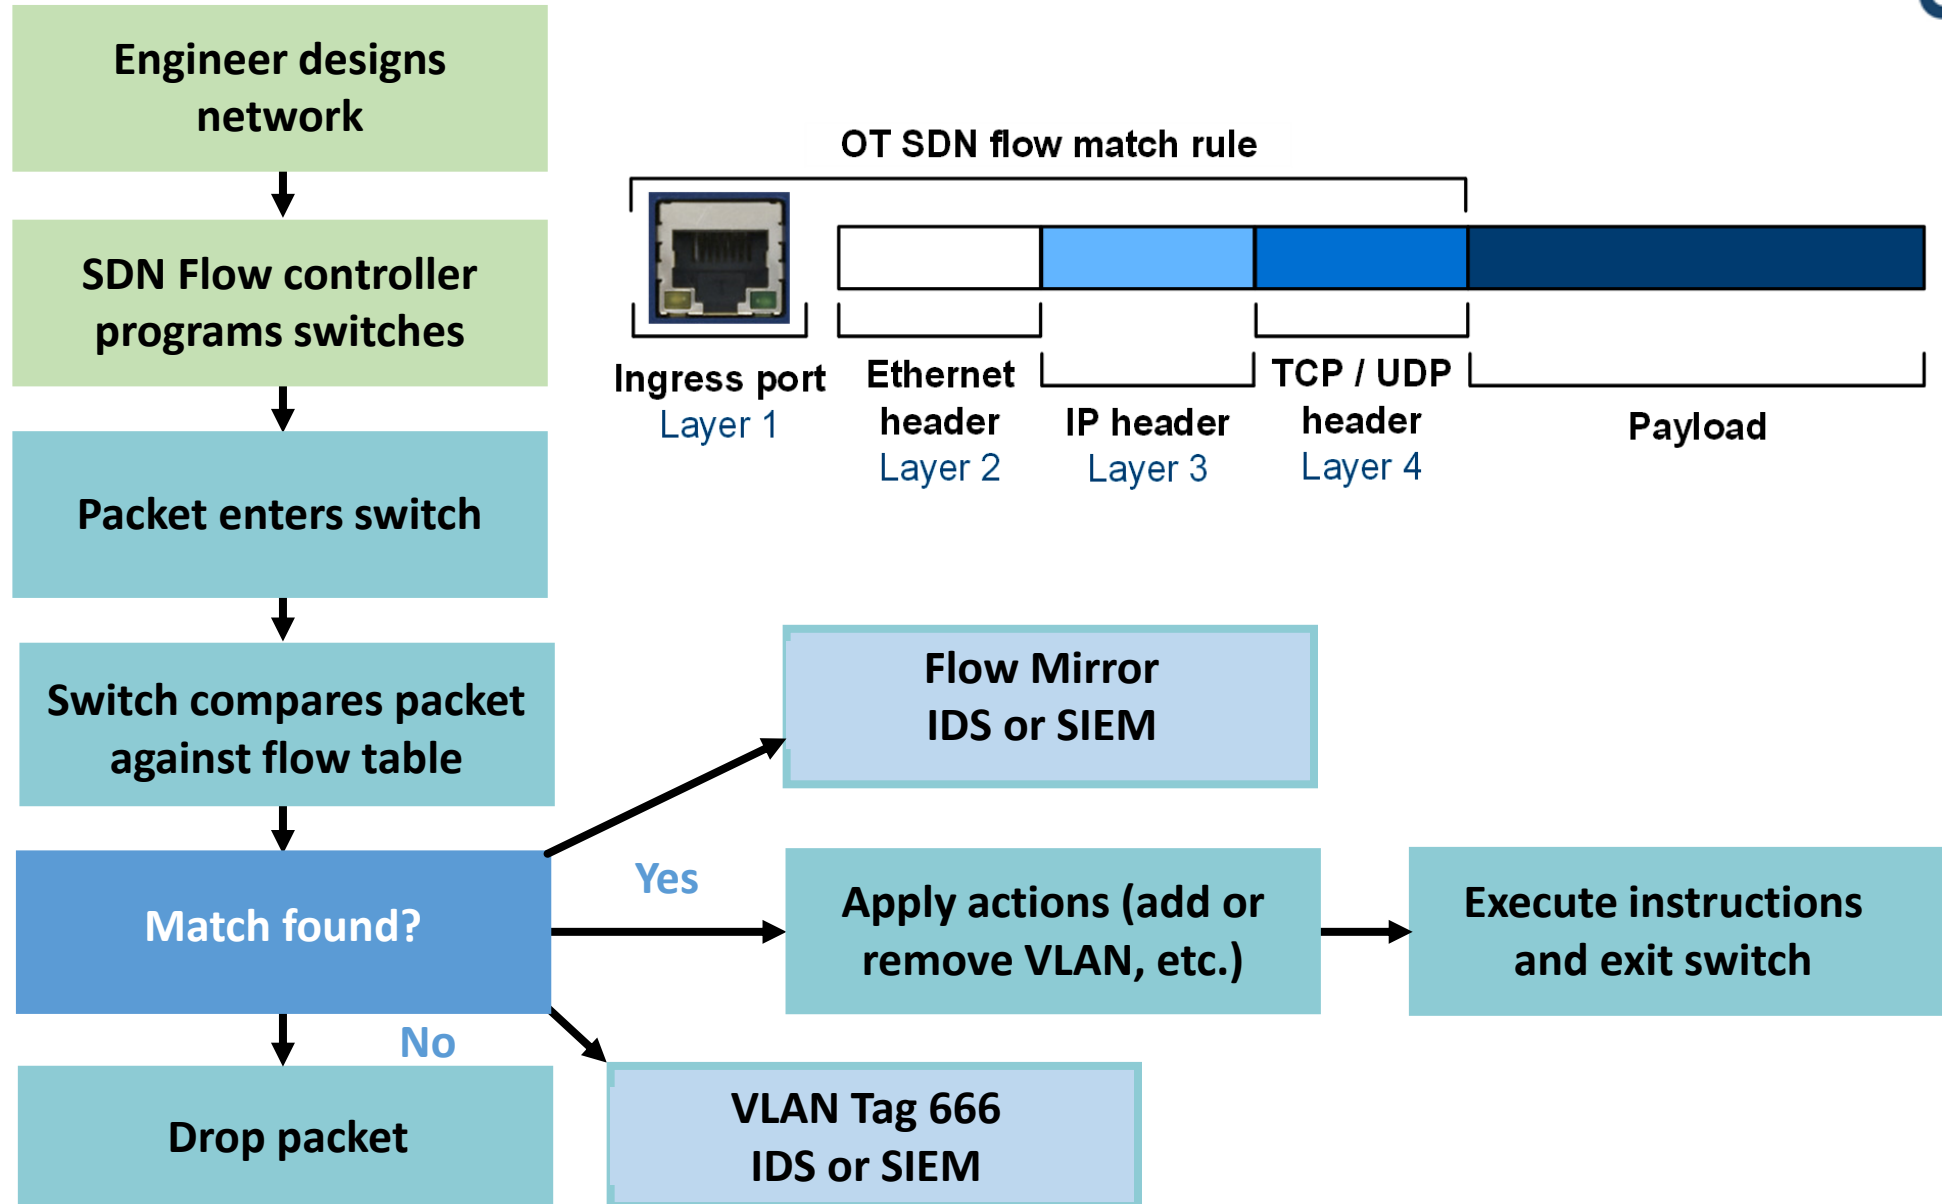 Engineer designs
network
SDN Flow controller
programs switches
Packet enters switch
Switch compares packet
against flow table
Match found?
Yes
No
Drop packet
OT SDN flow match rule
Ingress port
Layer 1
Ethernet
header
Layer 2
IP header
Layer 3
TCP / UDP
header
Layer 4
Payload
Flow Mirror
IDS or SIEM
Apply actions (add or
remove VLAN, etc.)
Execute instructions
and exit switch
VLAN Tag 666
IDS or SIEM